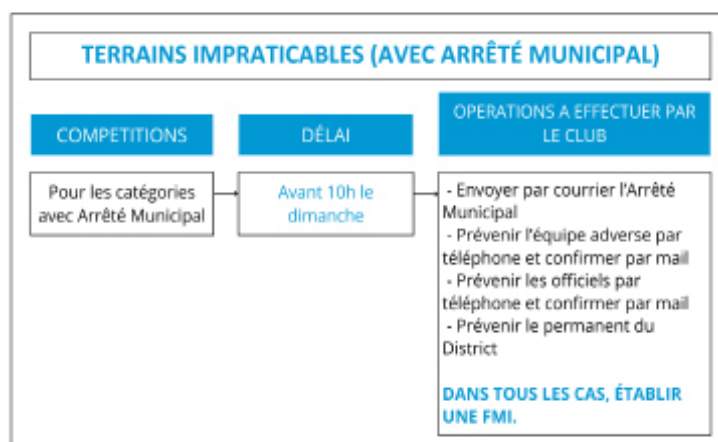 TERRAINS IMPRATICABLES (AVEC ARRÊTÉ MUNICIPAL)
COMPETITIONS
DÉLAI
OPERATIONS A EFFECTUER PAR
LE CLUB
Pour les catégories
avec Arrêté Municipal
Avant 10h le
dimanche
- Envoyer par courrier l'Arrêté
Municipal
- Prévenir l'équipe adverse par
téléphone et confirmer par mail
- Prévenir les officiels par
téléphone et confirmer par mail
- Prévenir le permanent du
District
DANS TOUS LES CAS, ÉTABLIR
UNE FMI.